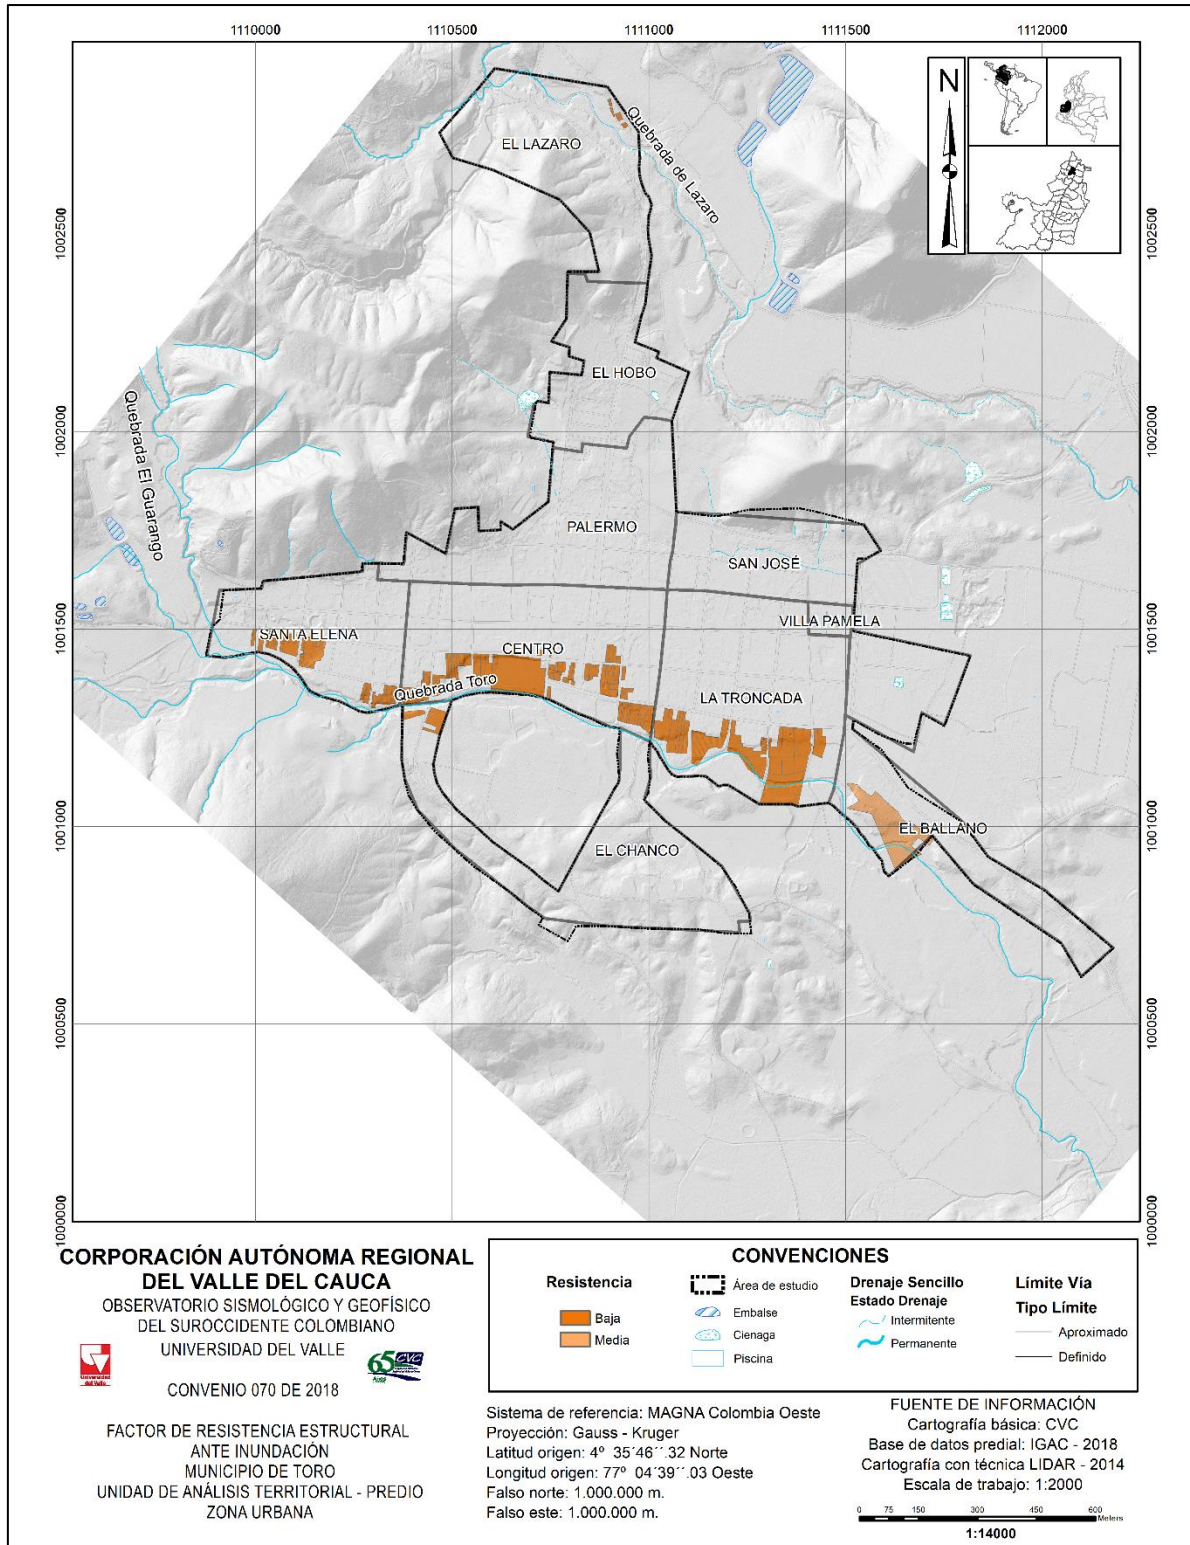 1110000 1110500 1111000 1111500 1112000
1002500
1002000
1001500
1001000
1000500
1000000
1002500
1002000
1001500
1001000
1000500
1000000
N
EL LAZARO
Quebrada de Lazaro
EL HOBO
Quebrada El Guarango
PALERMO
SAN JOSÉ
VILLA PAMELA
SANTA ELENA
CENTRO
Quebrada Toro
LA TRONCADA
EL BALLANO
EL CHANCO
CORPORACIÓN AUTÓNOMA REGIONAL
DEL VALLE DEL CAUCA
OBSERVATORIO SISMOLÓGICO Y GEOFÍSICO
DEL SUROCCIDENTE COLOMBIANO
UNIVERSIDAD DEL VALLE
Universidad
del Valle
65 CVC
CONVENIO 070 DE 2018
FACTOR DE RESISTENCIA ESTRUCTURAL
ANTE INUNDACIÓN
MUNICIPIO DE TORO
UNIDAD DE ANÁLISIS TERRITORIAL - PREDIO
ZONA URBANA
CONVENCIONES
Resistencia
Baja
Media
Área de estudio
Embalse
Cienaga
Piscina
Drenaje Sencillo
Estado Drenaje
Intermitente
Permanente
Límite Vía
Tipo Límite
Aproximado
Definido
Sistema de referencia: MAGNA Colombia Oeste
Proyección: Gauss - Kruger
Latitud origen: 4º 35´46´´.32 Norte
Longitud origen: 77º 04´39´´.03 Oeste
Falso norte: 1.000.000 m.
Falso este: 1.000.000 m.
FUENTE DE INFORMACIÓN
Cartografía básica: CVC
Base de datos predial: IGAC - 2018
Cartografía con técnica LIDAR - 2014
Escala de trabajo: 1:2000
0 75 150 300 450 600
Meters
1:14000